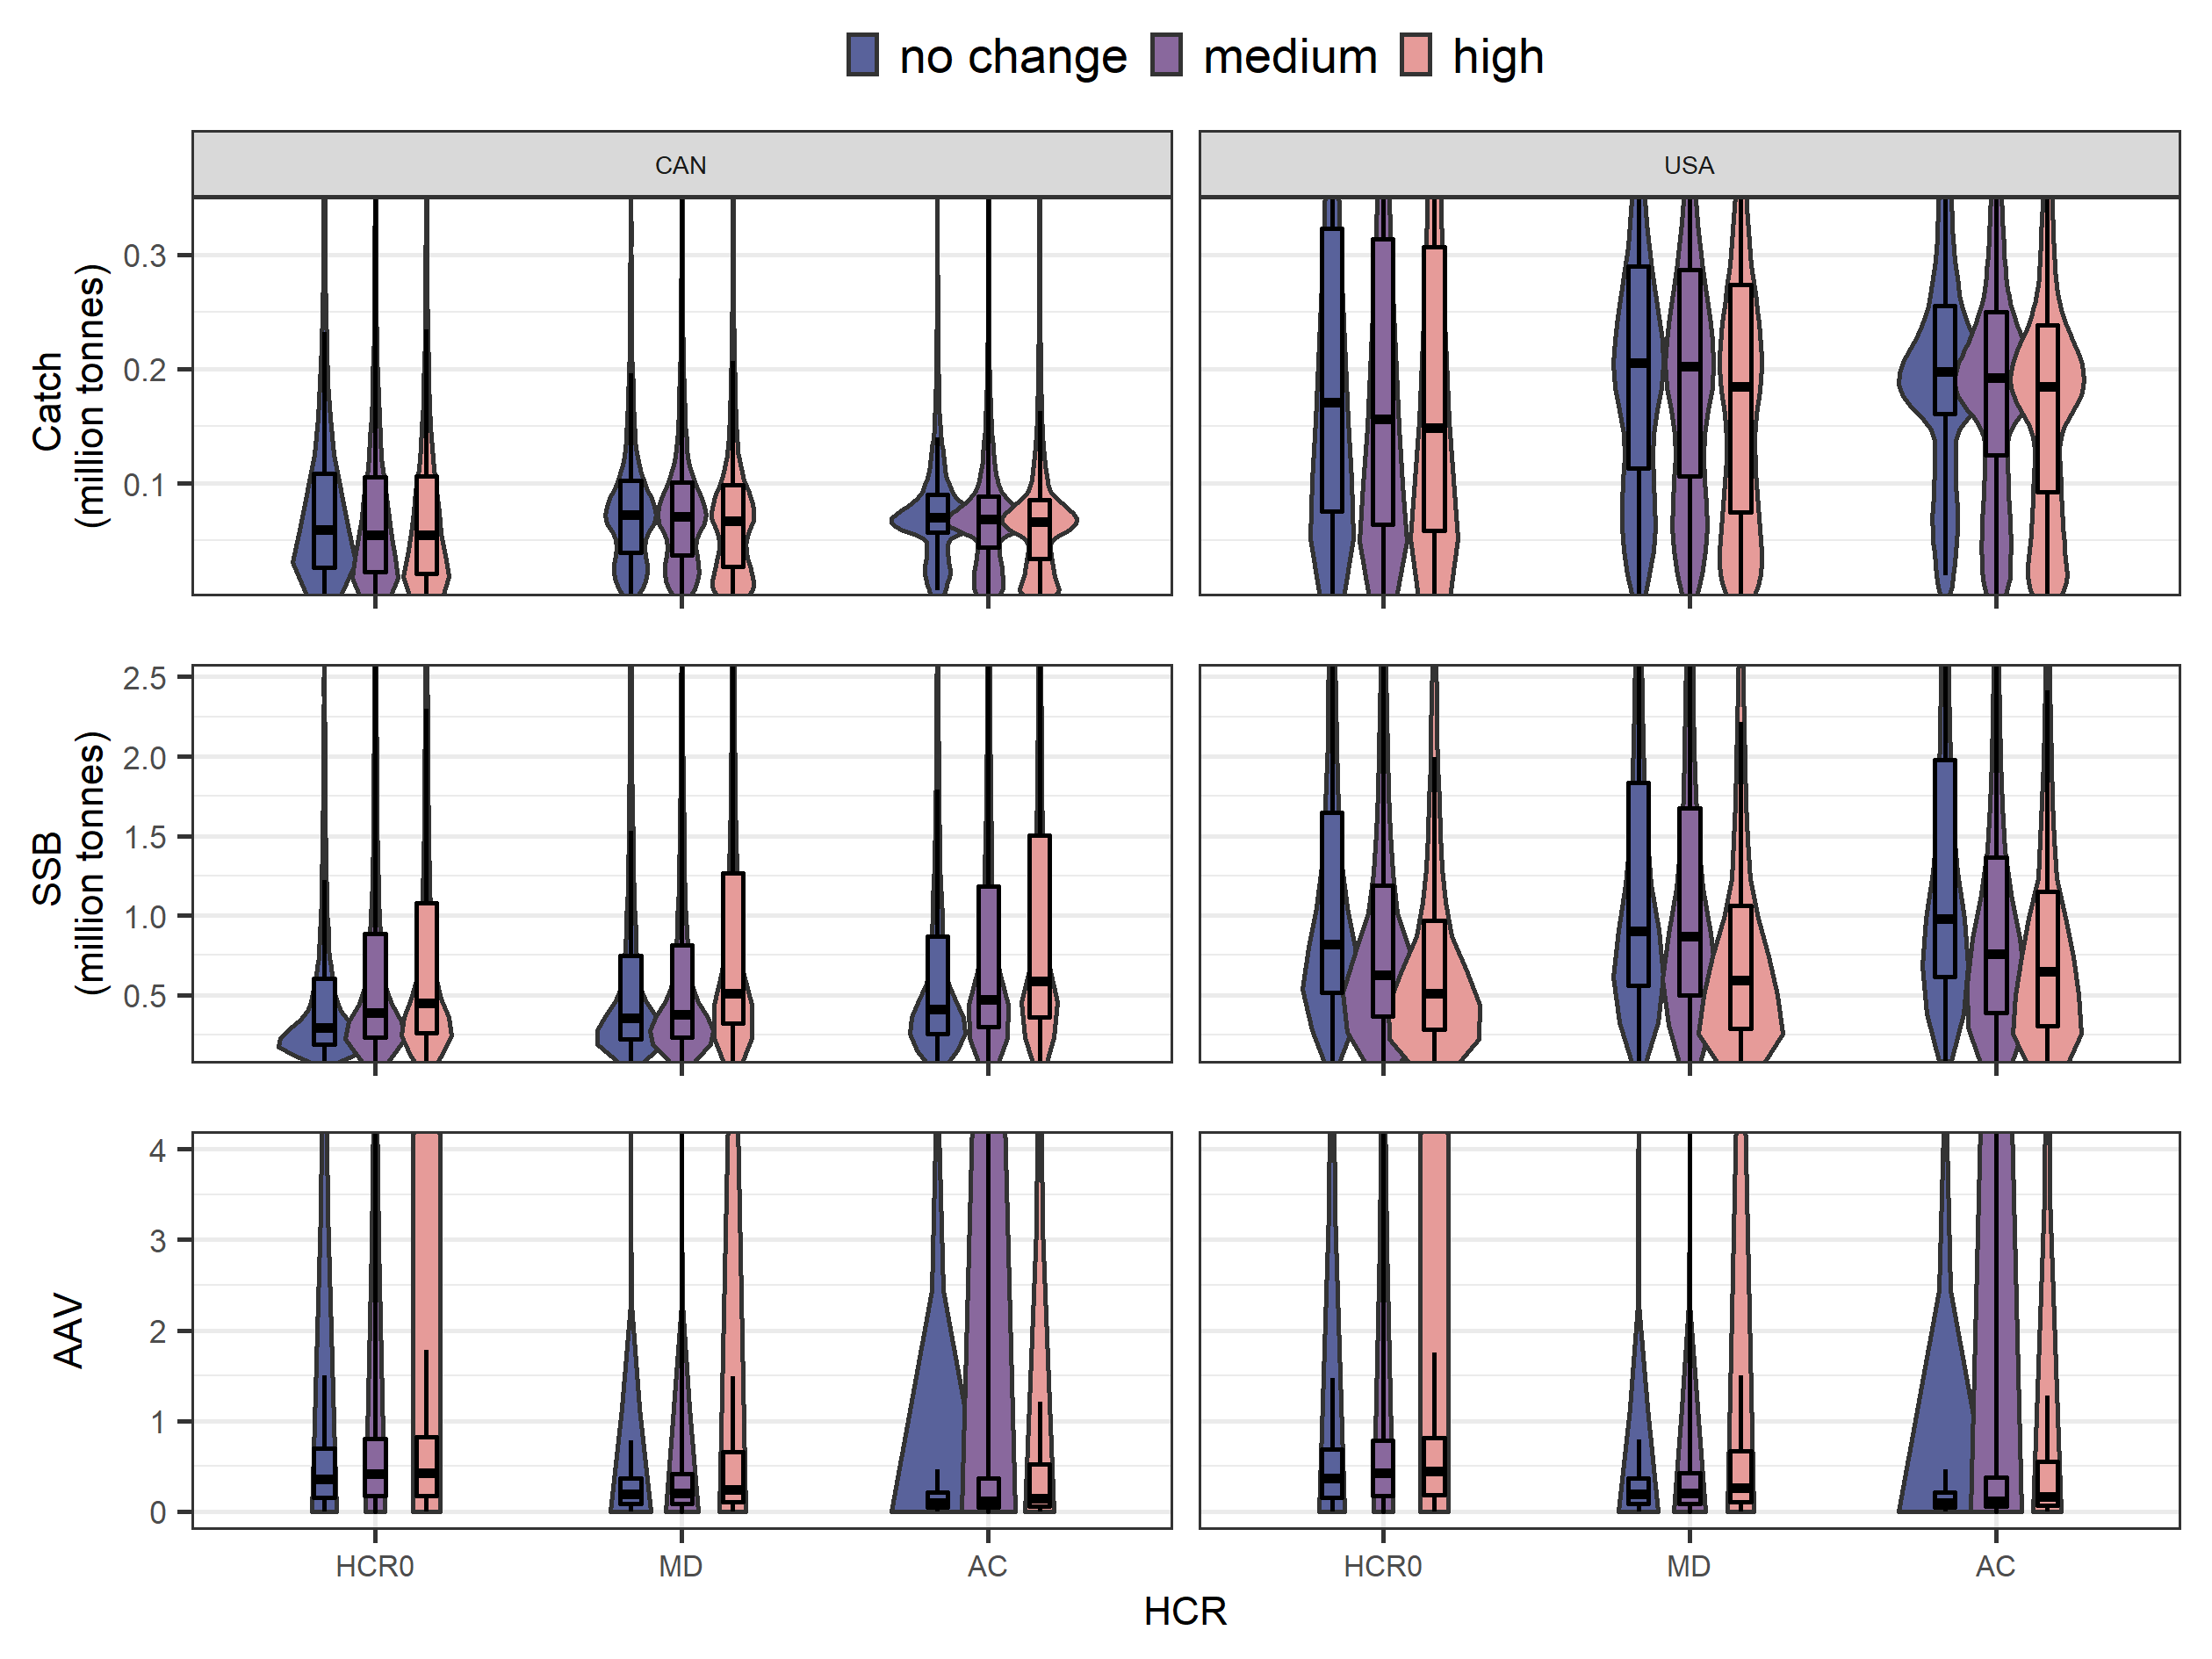 no change medium high
CAN USA
Catch
(million tonnes)
0.3
0.2
0.1
SSB
(million tonnes)
2.5
2.0
1.5
1.0
0.5
AAV
4
3
2
1
0
HCR0 MD AC HCR0 MD AC
HCR